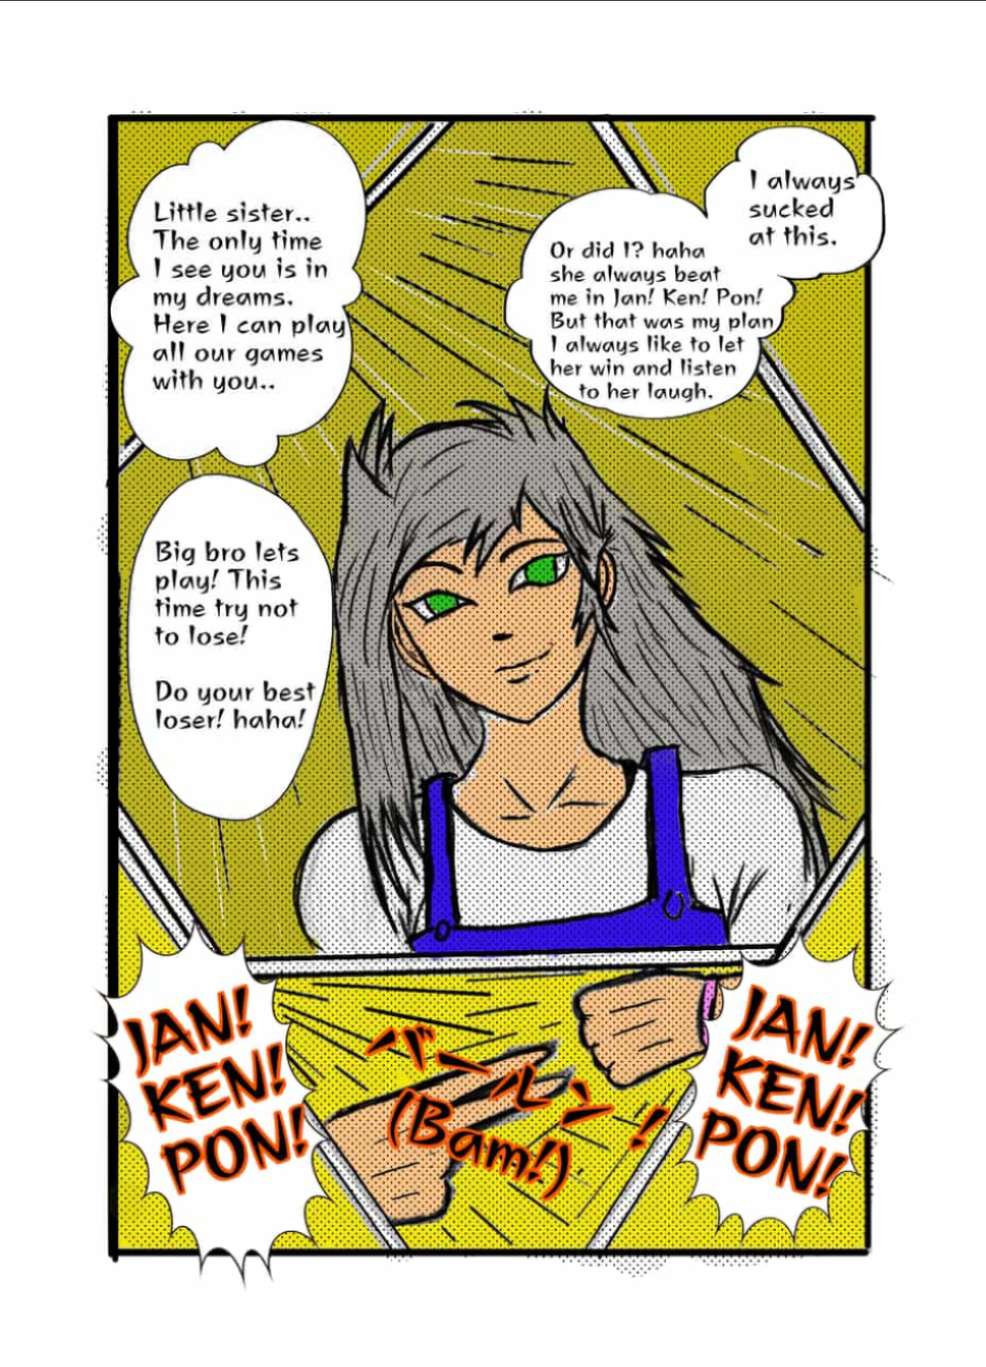 Little sister..
The only time
I see you is in
my dreams.
Here I can play
all our games
with you..
I always
sucked
at this.
Or did I? haha
she always beat
me in Jan! Ken! Pon!
But that was my plan
I always like to let
her win and listen
to her laugh.
Big bro lets
play! This
time try not
to lose!
Do your best
loser! haha!
JAN!
KEN!
PON!
バールン!
(Bam!)
JAN!
KEN!
PON!